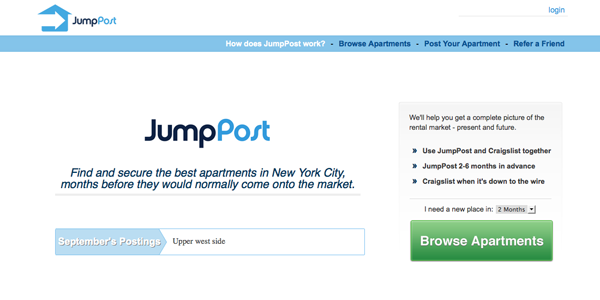 JumpPost
login
How does JumpPost work? - Browse Apartments - Post Your Apartment - Refer a Friend
JumpPost
Find and secure the best apartments in New York City,
months before they would normally come onto the market.
September's Postings Upper west side
We'll help you get a complete picture of the
rental market - present and future.
» Use JumpPost and Craigslist together
» JumpPost 2-6 months in advance
» Craigslist when it's down to the wire
I need a new place in: 2 Months
Browse Apartments